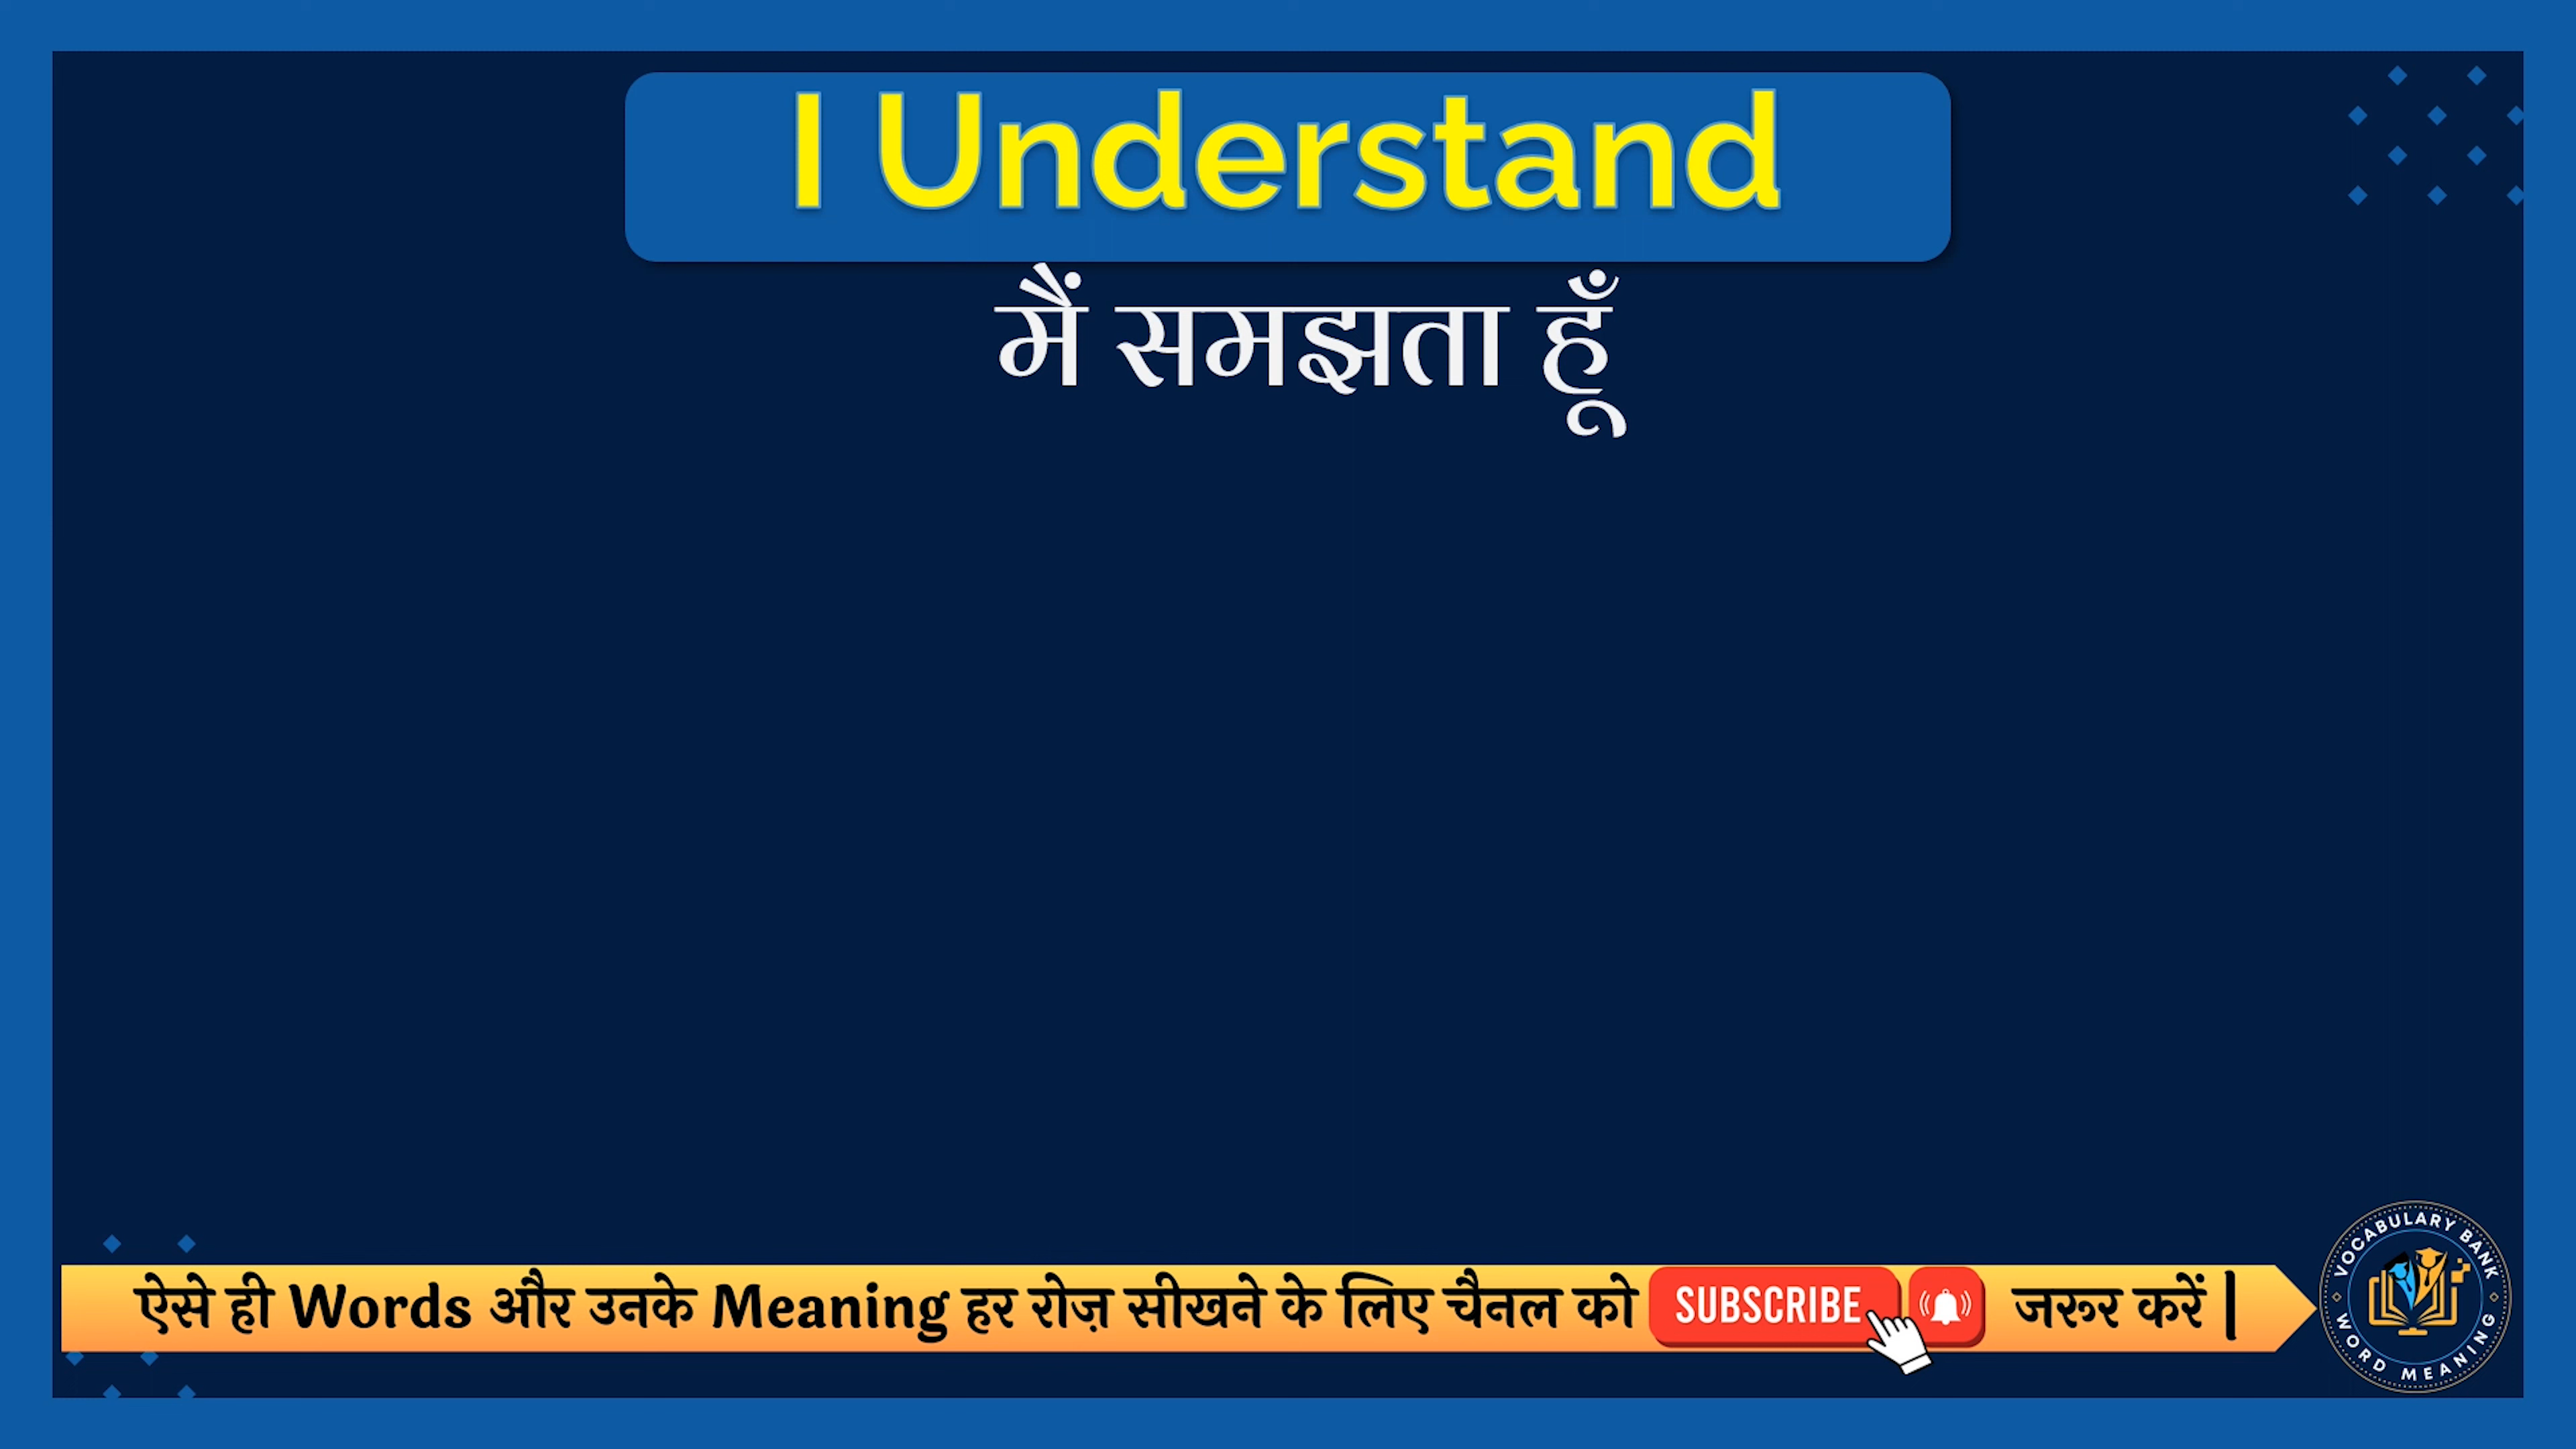 I Understand
मैं समझता हूँ
ऐसे ही Words और उनके Meaning हर रोज़ सीखने के लिए चैनल को SUBSCRIBE जरूर करें |
VOCABULARY BANK
WORD MEANING